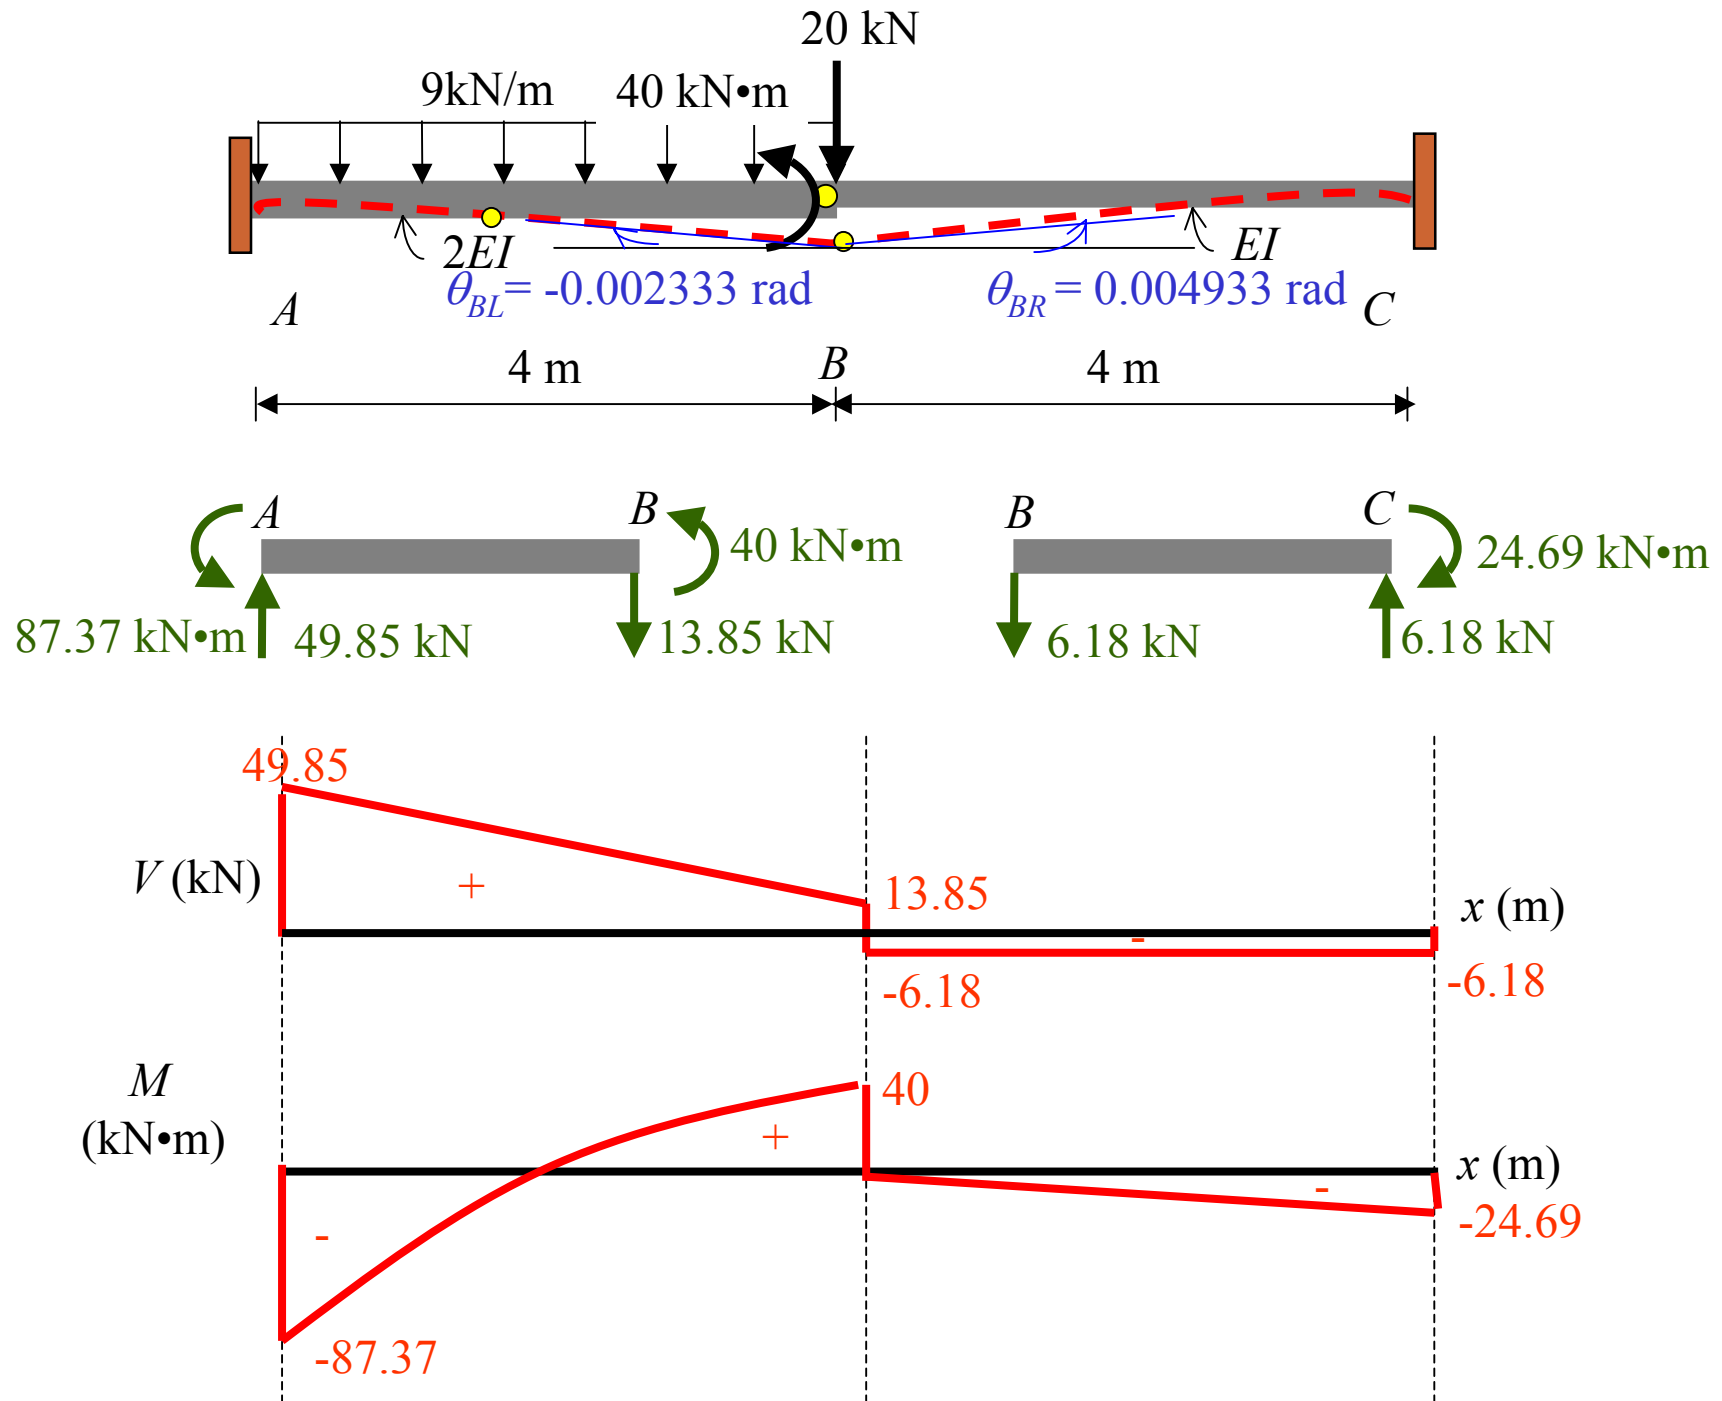 20 kN
9kN/m
40 kN•m
2EI
EI
θBL= -0.002333 rad
θBR = 0.004933 rad
A
C
4 m
B
4 m
A
B
40 kN•m
B
C
24.69 kN•m
87.37 kN•m
49.85 kN
13.85 kN
6.18 kN
6.18 kN
49.85
V (kN)
+
13.85
x (m)
-
-6.18
-6.18
M
(kN•m)
40
+
x (m)
-
-24.69
-
-87.37